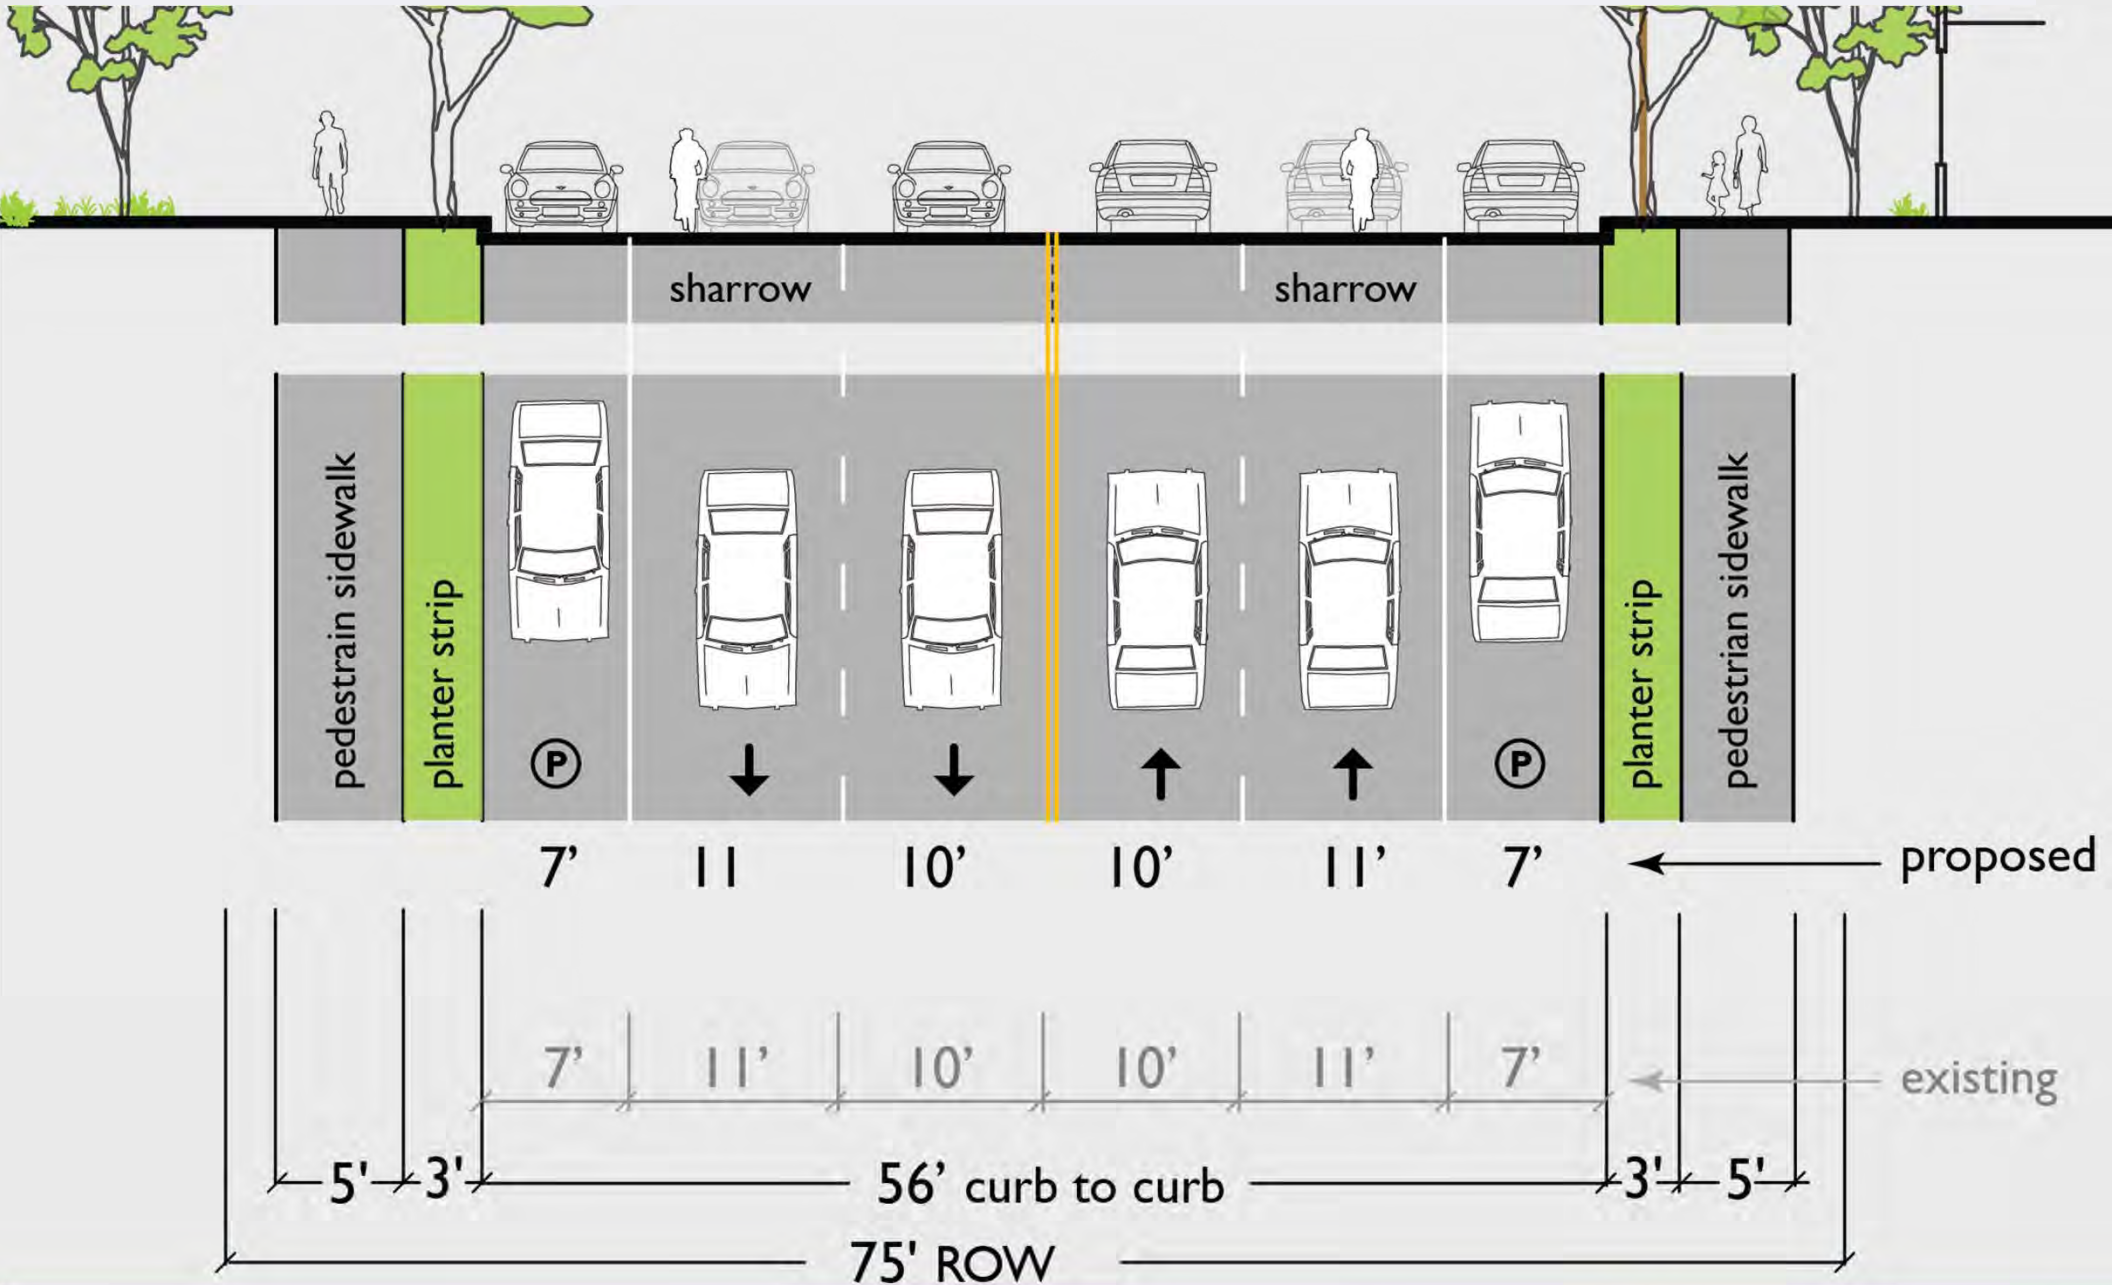 sharrow
sharrow
pedestrain sidewalk
planter strip
P
P
planter strip
pedestrian sidewalk
7’ 11 10’ 10’ 11’ 7’ proposed
7’ 11’ 10’ 10’ 11’ 7’ existing
5' 3' 56’ curb to curb 3' 5'
75' ROW